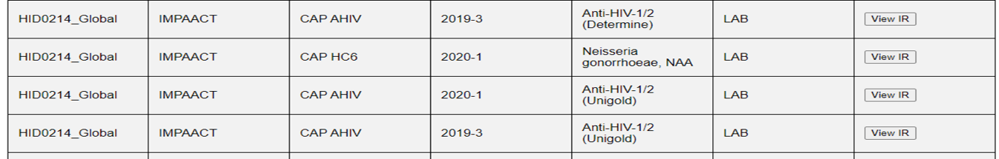 HID0214_Global IMPAACT CAP AHIV 2019-3 Anti-HIV-1/2 (Determine) LAB View IR
HID0214_Global IMPAACT CAP HC6 2020-1 Neisseria gonorrhoeae, NAA LAB View IR
HID0214_Global IMPAACT CAP AHIV 2020-1 Anti-HIV-1/2 (Unigold) LAB View IR
HID0214_Global IMPAACT CAP AHIV 2019-3 Anti-HIV-1/2 (Unigold) LAB View IR